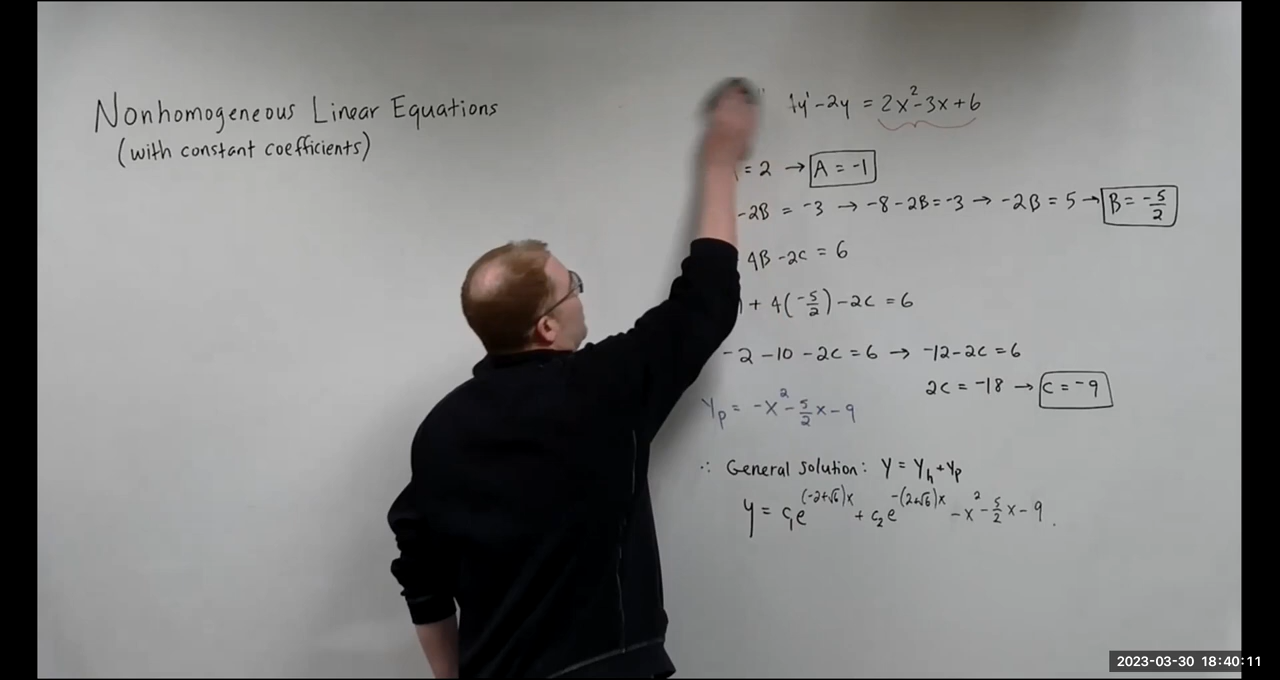 Nonhomogeneous Linear Equations
(with constant coefficients)
y' - 2y = 2x² - 3x + 6
= 2 → A = -1
-2B = -3 → -8 - 2B = -3 → -2B = 5 → B = -5/2
4B - 2C = 6
+ 4(-5/2) - 2C = 6
-2 - 10 - 2C = 6 → -12 - 2C = 6
2C = -18 → C = -9
Yp = -x² - 5/2 x - 9
∴ General solution: y = yh + yp
y = c₁e^(-2+√6)x + c₂e^-(2+√6)x - x² - 5/2 x - 9.
2023-03-30 18:40:11